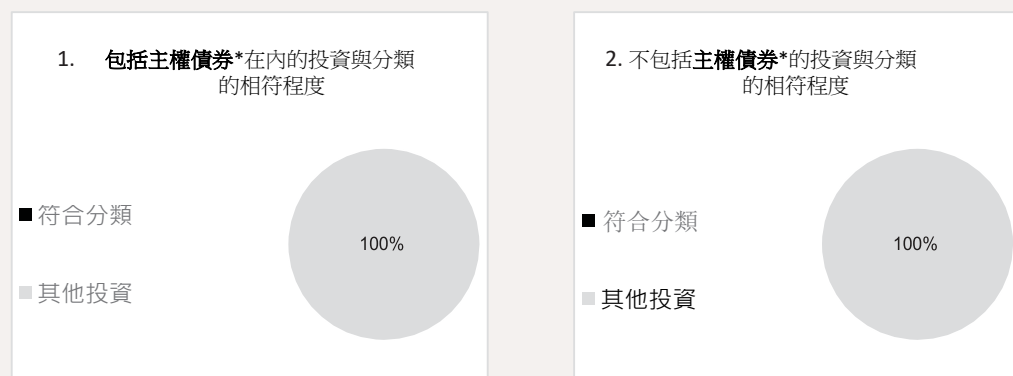 1. 包括主權債券*在內的投資與分類
的相符程度
符合分類
其他投資
100%
2. 不包括主權債券*的投資與分類
的相符程度
符合分類
其他投資
100%